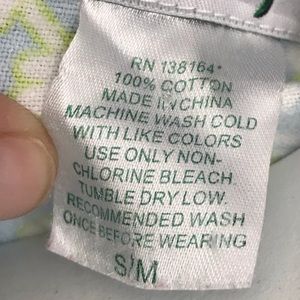 RN 138164*
100% COTTON
MADE IN CHINA
MACHINE WASH COLD
WITH LIKE COLORS
USE ONLY NON-
CHLORINE BLEACH.
TUMBLE DRY LOW.
RECOMMENDED WASH
ONCE BEFORE WEARING
S/M